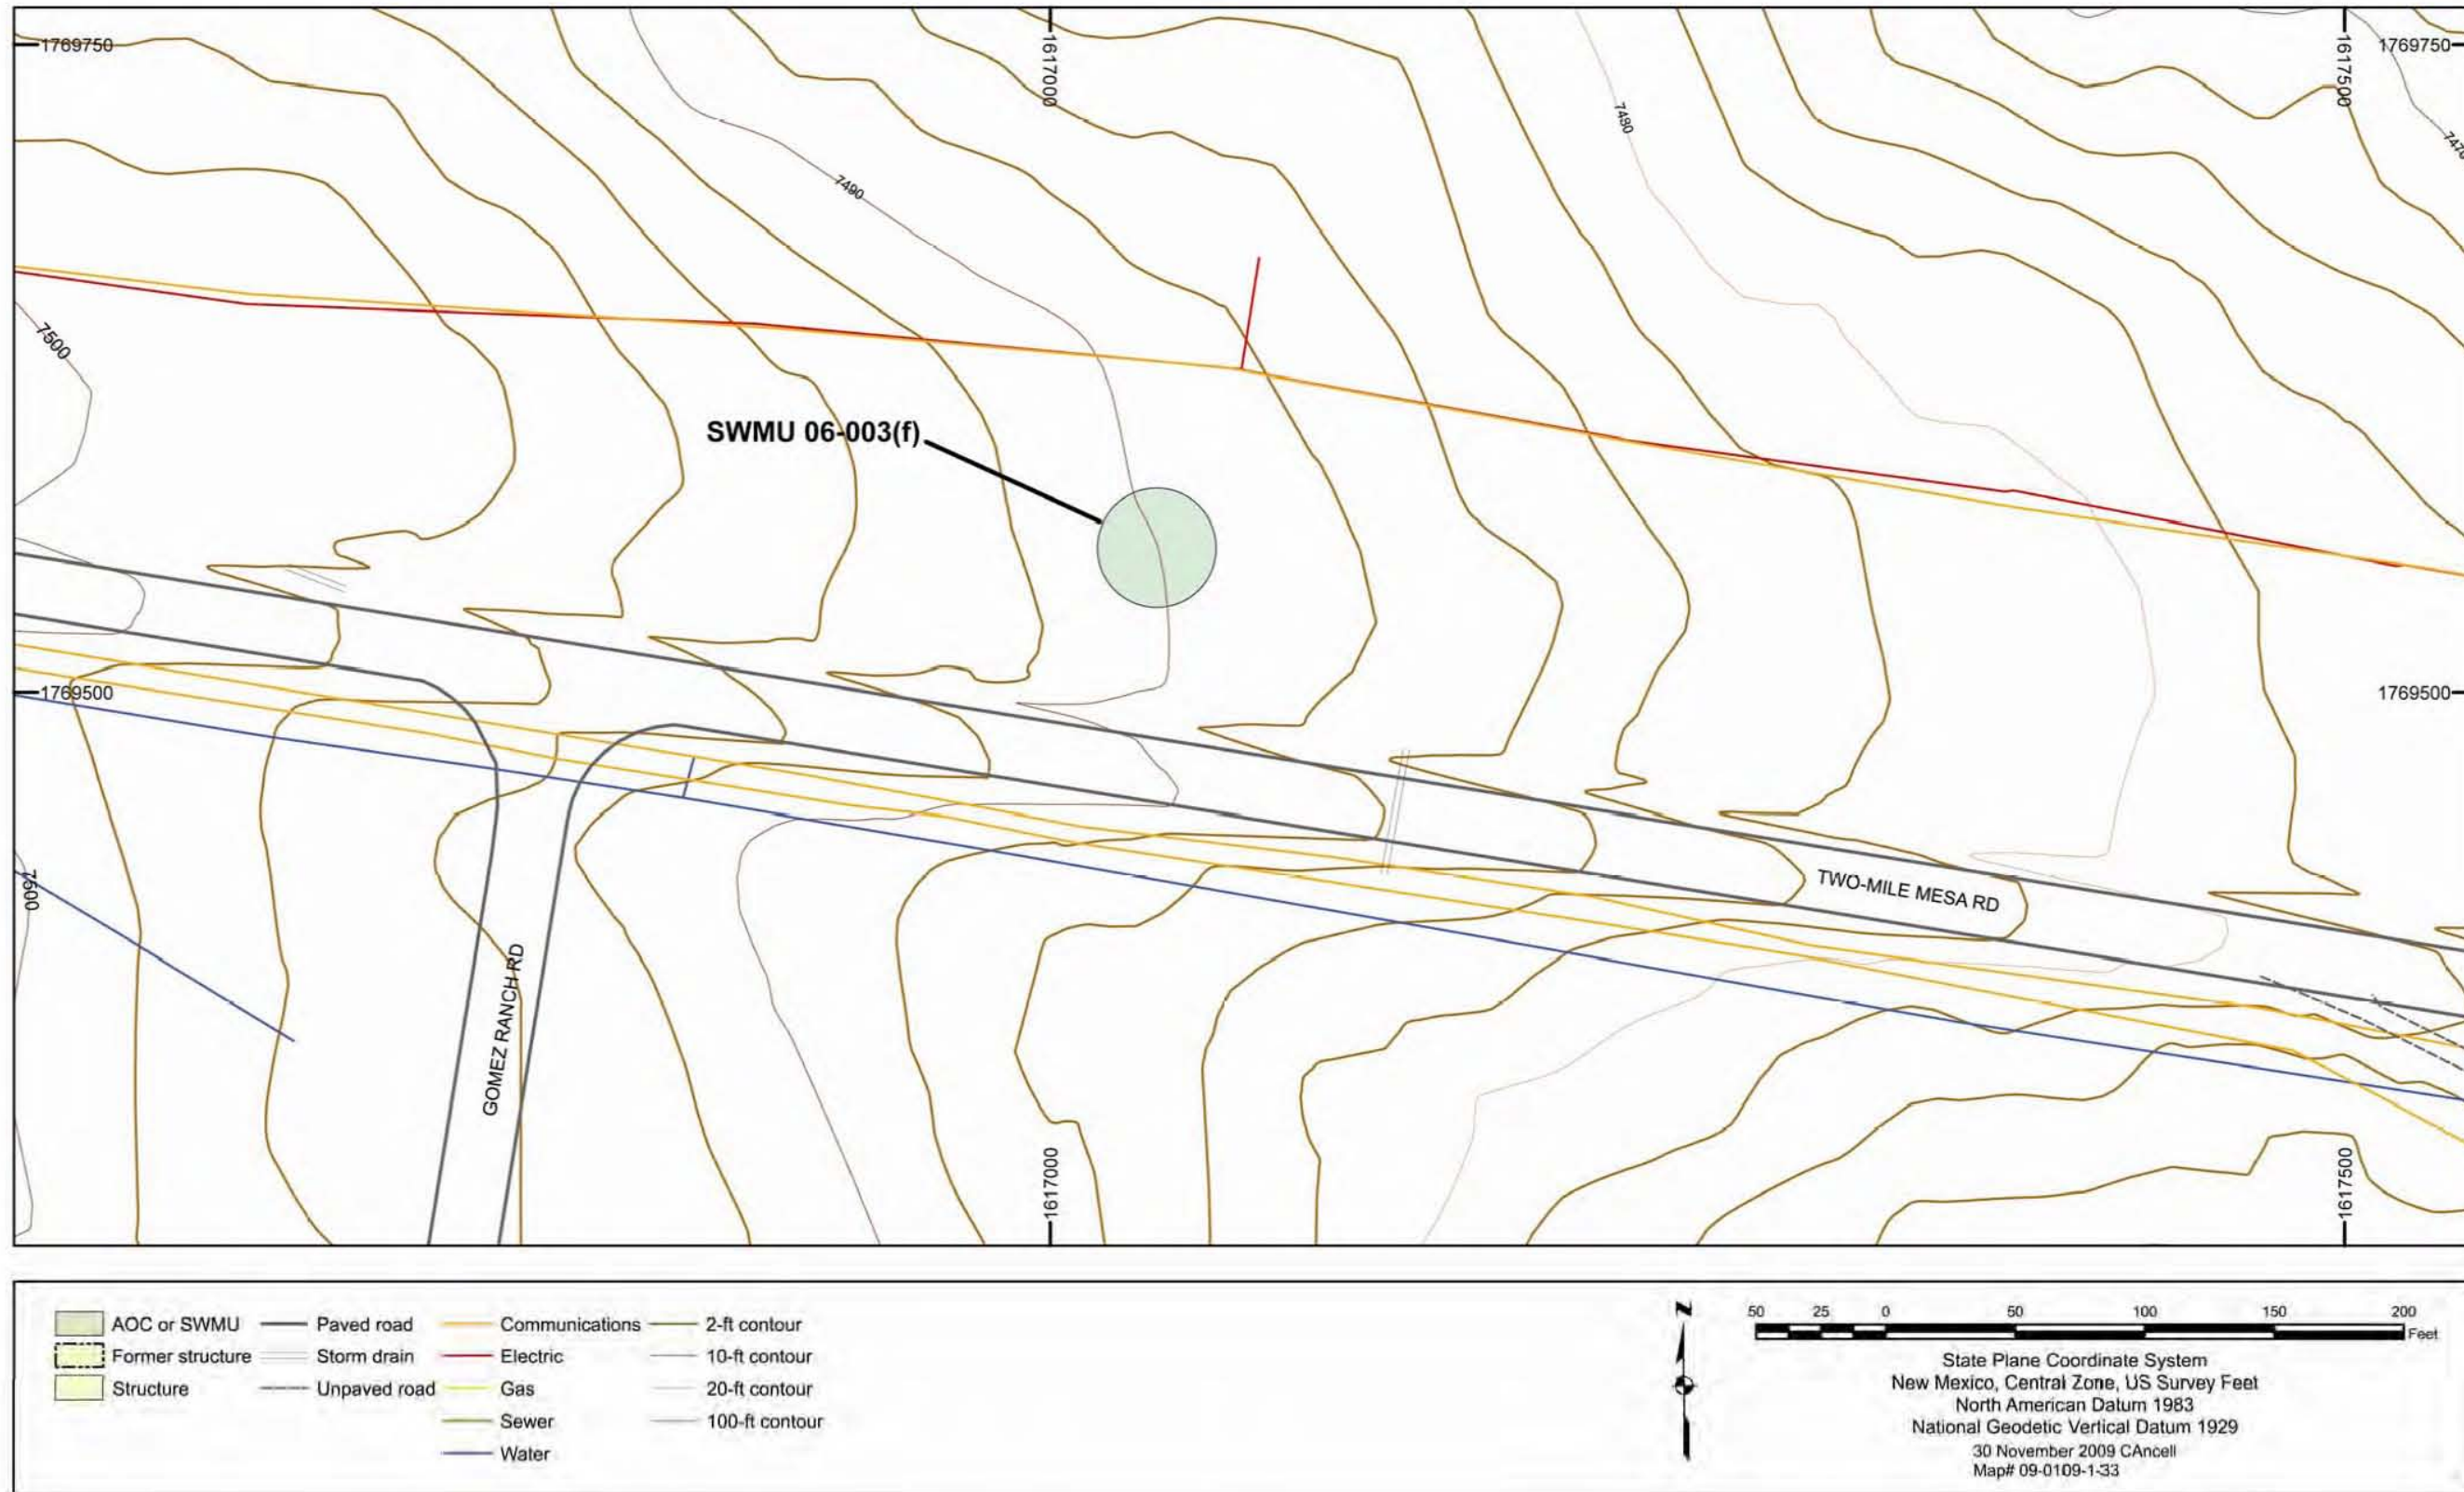 1769750
1617000
1617500
1769750
7480
7490
7500
SWMU 06-003(f)
1769500
1769500
TWO-MILE MESA RD
7500
GOMEZ RANCH RD
1617000
1617500
AOC or SWMU
Former structure
Structure
Paved road
Storm drain
Unpaved road
Communications
Electric
Gas
Sewer
Water
2-ft contour
10-ft contour
20-ft contour
100-ft contour
N
50 25 0 50 100 150 200
Feet
State Plane Coordinate System
New Mexico, Central Zone, US Survey Feet
North American Datum 1983
National Geodetic Vertical Datum 1929
30 November 2009 CAncell
Map# 09-0109-1-33